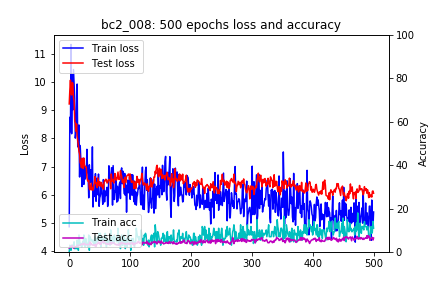 bc2_008: 500 epochs loss and accuracy
Train loss
Test loss
Train acc
Test acc
Loss
11
10
9
8
7
6
5
4
Accuracy
100
80
60
40
20
0
0 100 200 300 400 500